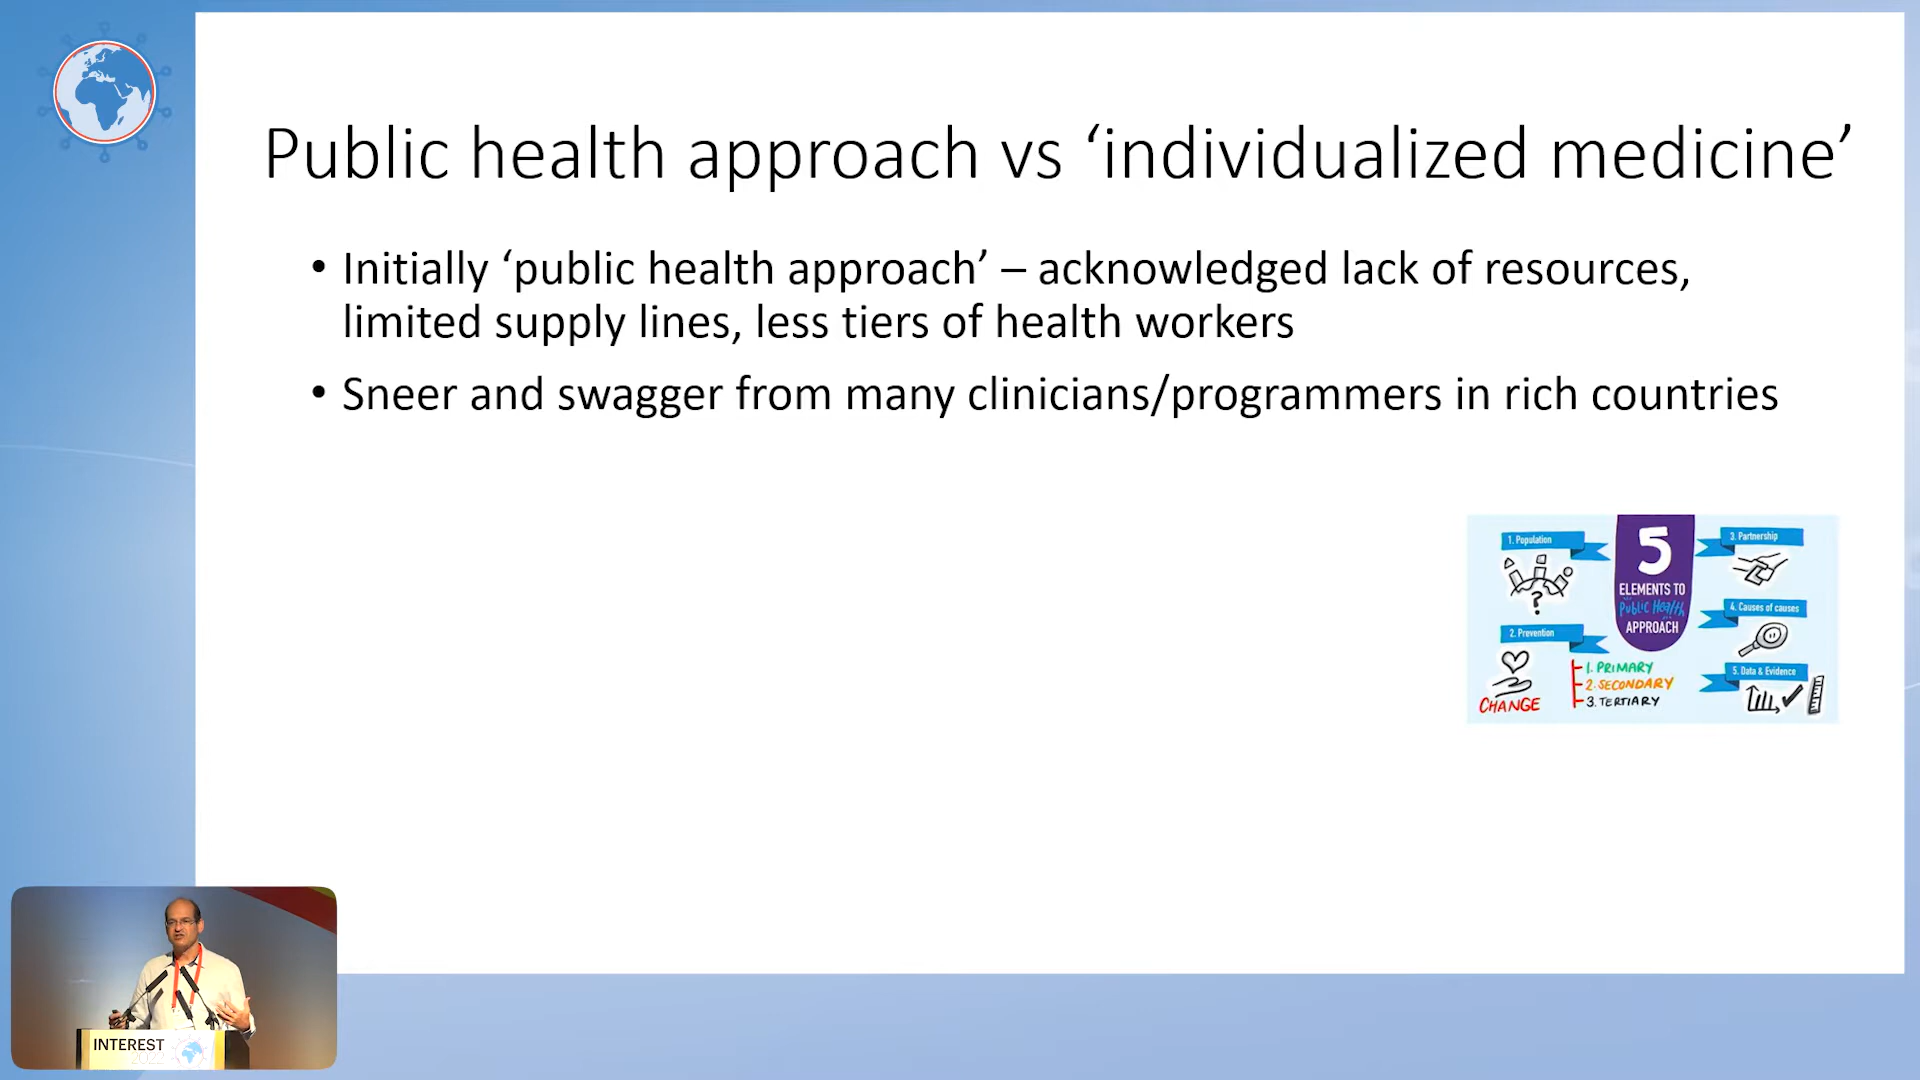 Public health approach vs ‘individualized medicine’
• Initially ‘public health approach’ – acknowledged lack of resources,
limited supply lines, less tiers of health workers
• Sneer and swagger from many clinicians/programmers in rich countries
1. Population
5
ELEMENTS TO
Public Health
APPROACH
2. Prevention
CHANGE
1. PRIMARY
2. SECONDARY
3. TERTIARY
3. Partnership
4. Causes of causes
5. Data & Evidence
INTEREST
2022